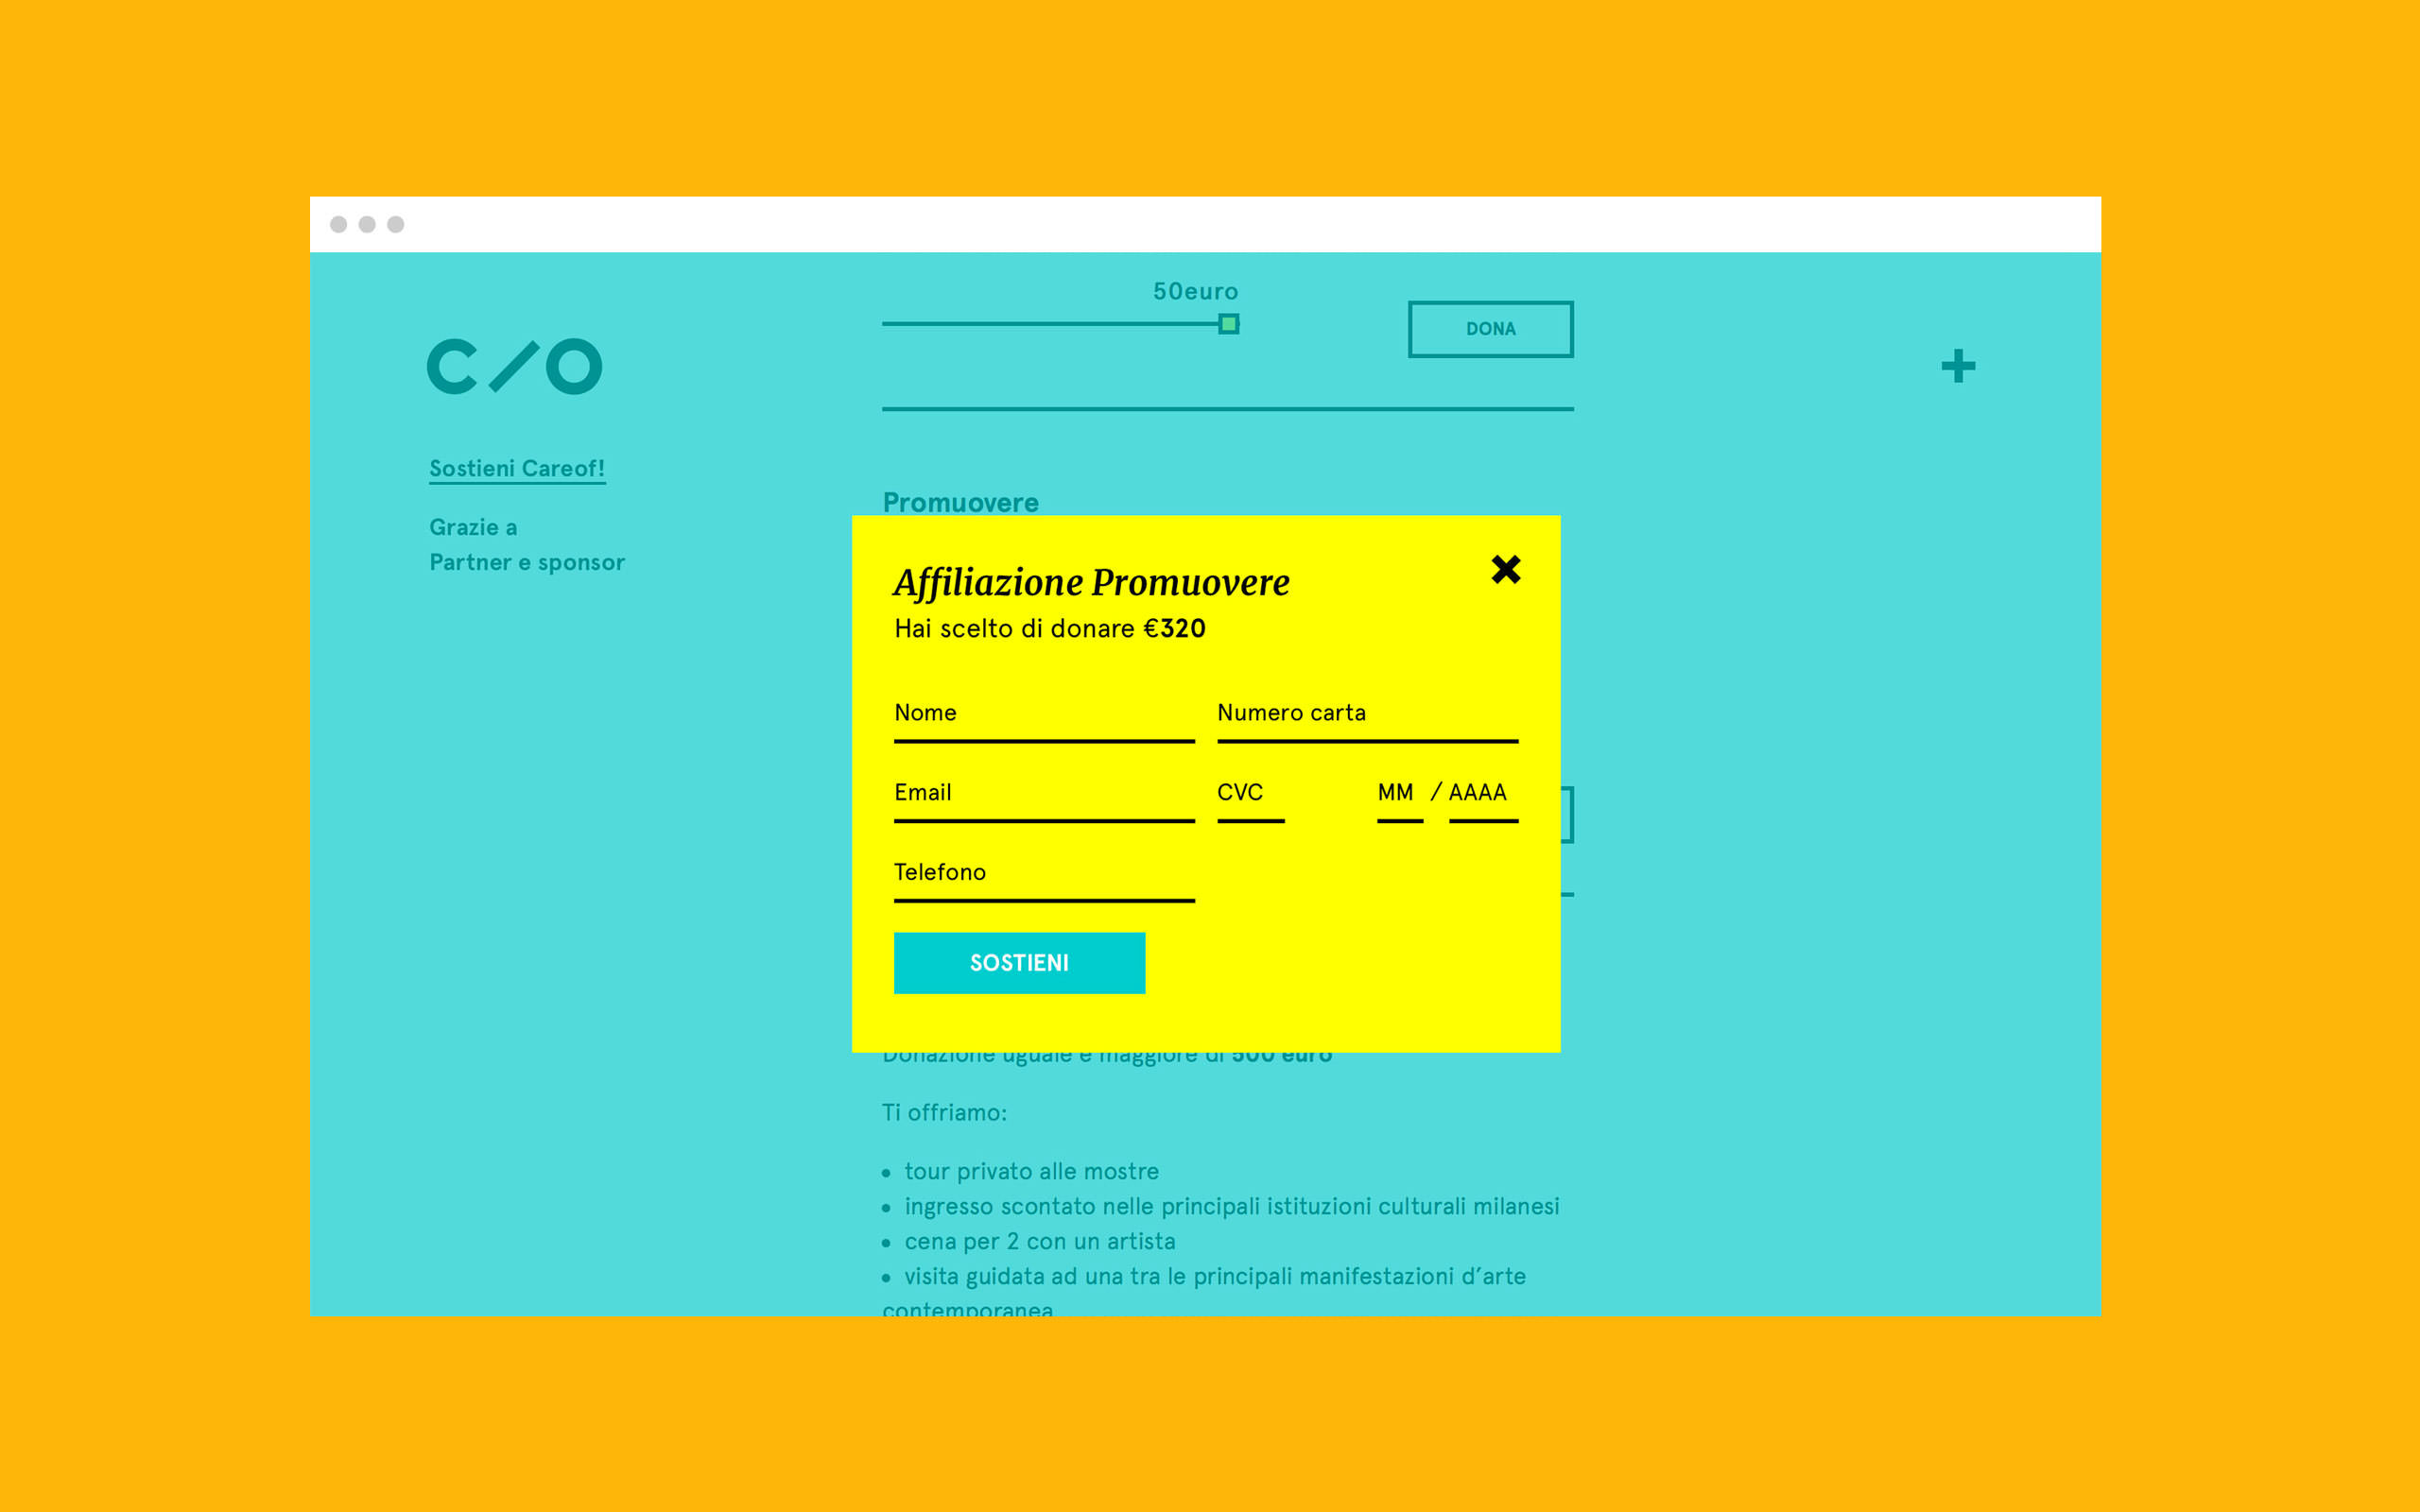 50euro
DONA
C/O
Sostieni Careof!
Grazie a
Partner e sponsor
Promuovere
Affiliazione Promuovere
Hai scelto di donare €320
Nome
Numero carta
Email
CVC
MM / AAAA
Telefono
SOSTIENI
Donazione uguale e maggiore di 500 euro
Ti offriamo:
• tour privato alle mostre
• ingresso scontato nelle principali istituzioni culturali milanesi
• cena per 2 con un artista
• visita guidata ad una tra le principali manifestazioni d’arte
contemporanea